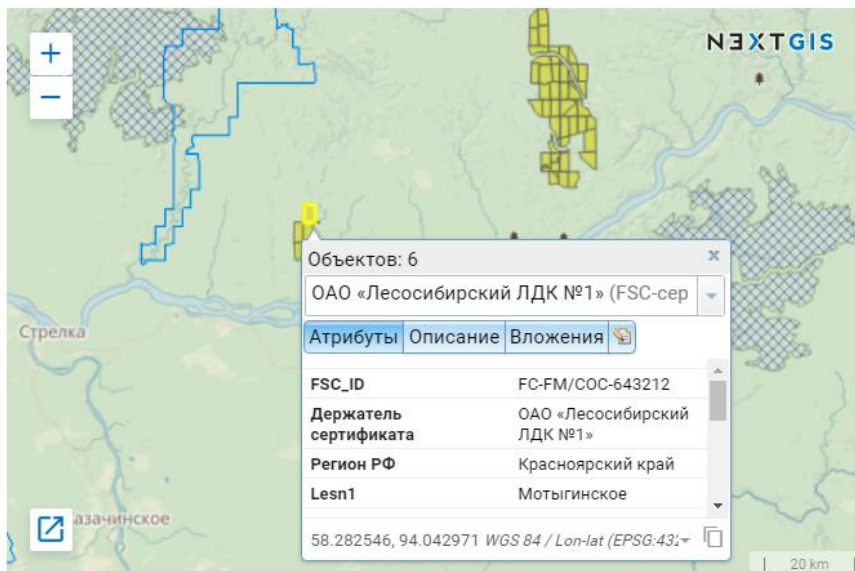 +
−
NEXTGIS
Объектов: 6
x
ОАО «Лесосибирский ЛДК №1» (FSC-сер
Атрибуты Описание Вложения
FSC_ID FC-FM/COC-643212
Держатель ОАО «Лесосибирский
сертификата ЛДК №1»
Регион РФ Красноярский край
Lesn1 Мотыгинское
58.282546, 94.042971 WGS 84 / Lon-lat (EPSG:432
Стрелка
азачинское
20 km